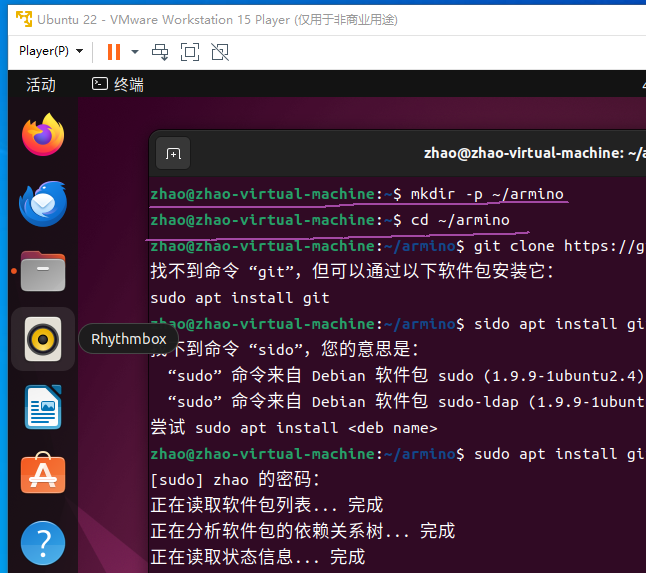 Ubuntu 22 - VMware Workstation 15 Player (仅用于非商业用途)
Player(P)
活动 终端
zhao@zhao-virtual-machine: ~/
zhao@zhao-virtual-machine:~$ mkdir -p ~/armino
zhao@zhao-virtual-machine:~$ cd ~/armino
zhao@zhao-virtual-machine:~/armino$ git clone https://g
找不到命令 “git”，但可以通过以下软件包安装它：
sudo apt install git
zhao@zhao-virtual-machine:~/armino$ sido apt install gi
不到命令 “sido”，您的意思是：
Rhythmbox
“sudo” 命令来自 Debian 软件包 sudo (1.9.9-1ubuntu2.4)
“sudo” 命令来自 Debian 软件包 sudo-ldap (1.9.9-1ubunt
尝试 sudo apt install <deb name>
zhao@zhao-virtual-machine:~/armino$ sudo apt install gi
[sudo] zhao 的密码：
正在读取软件包列表... 完成
正在分析软件包的依赖关系树... 完成
正在读取状态信息... 完成